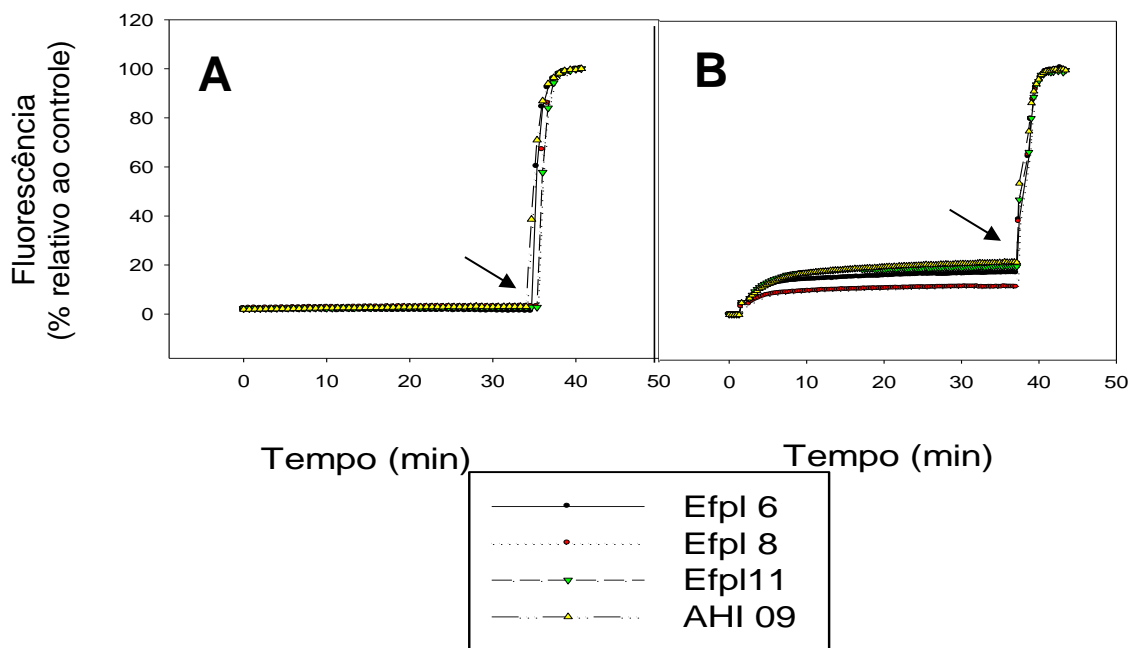 Fluorescência
(% relativo ao controle)
120
100
80
60
40
20
0
A
B
0
10
20
30
40
50
0
10
20
30
40
50
Tempo (min)
Tempo (min)
Efpl 6
Efpl 8
Efpl11
AHI 09